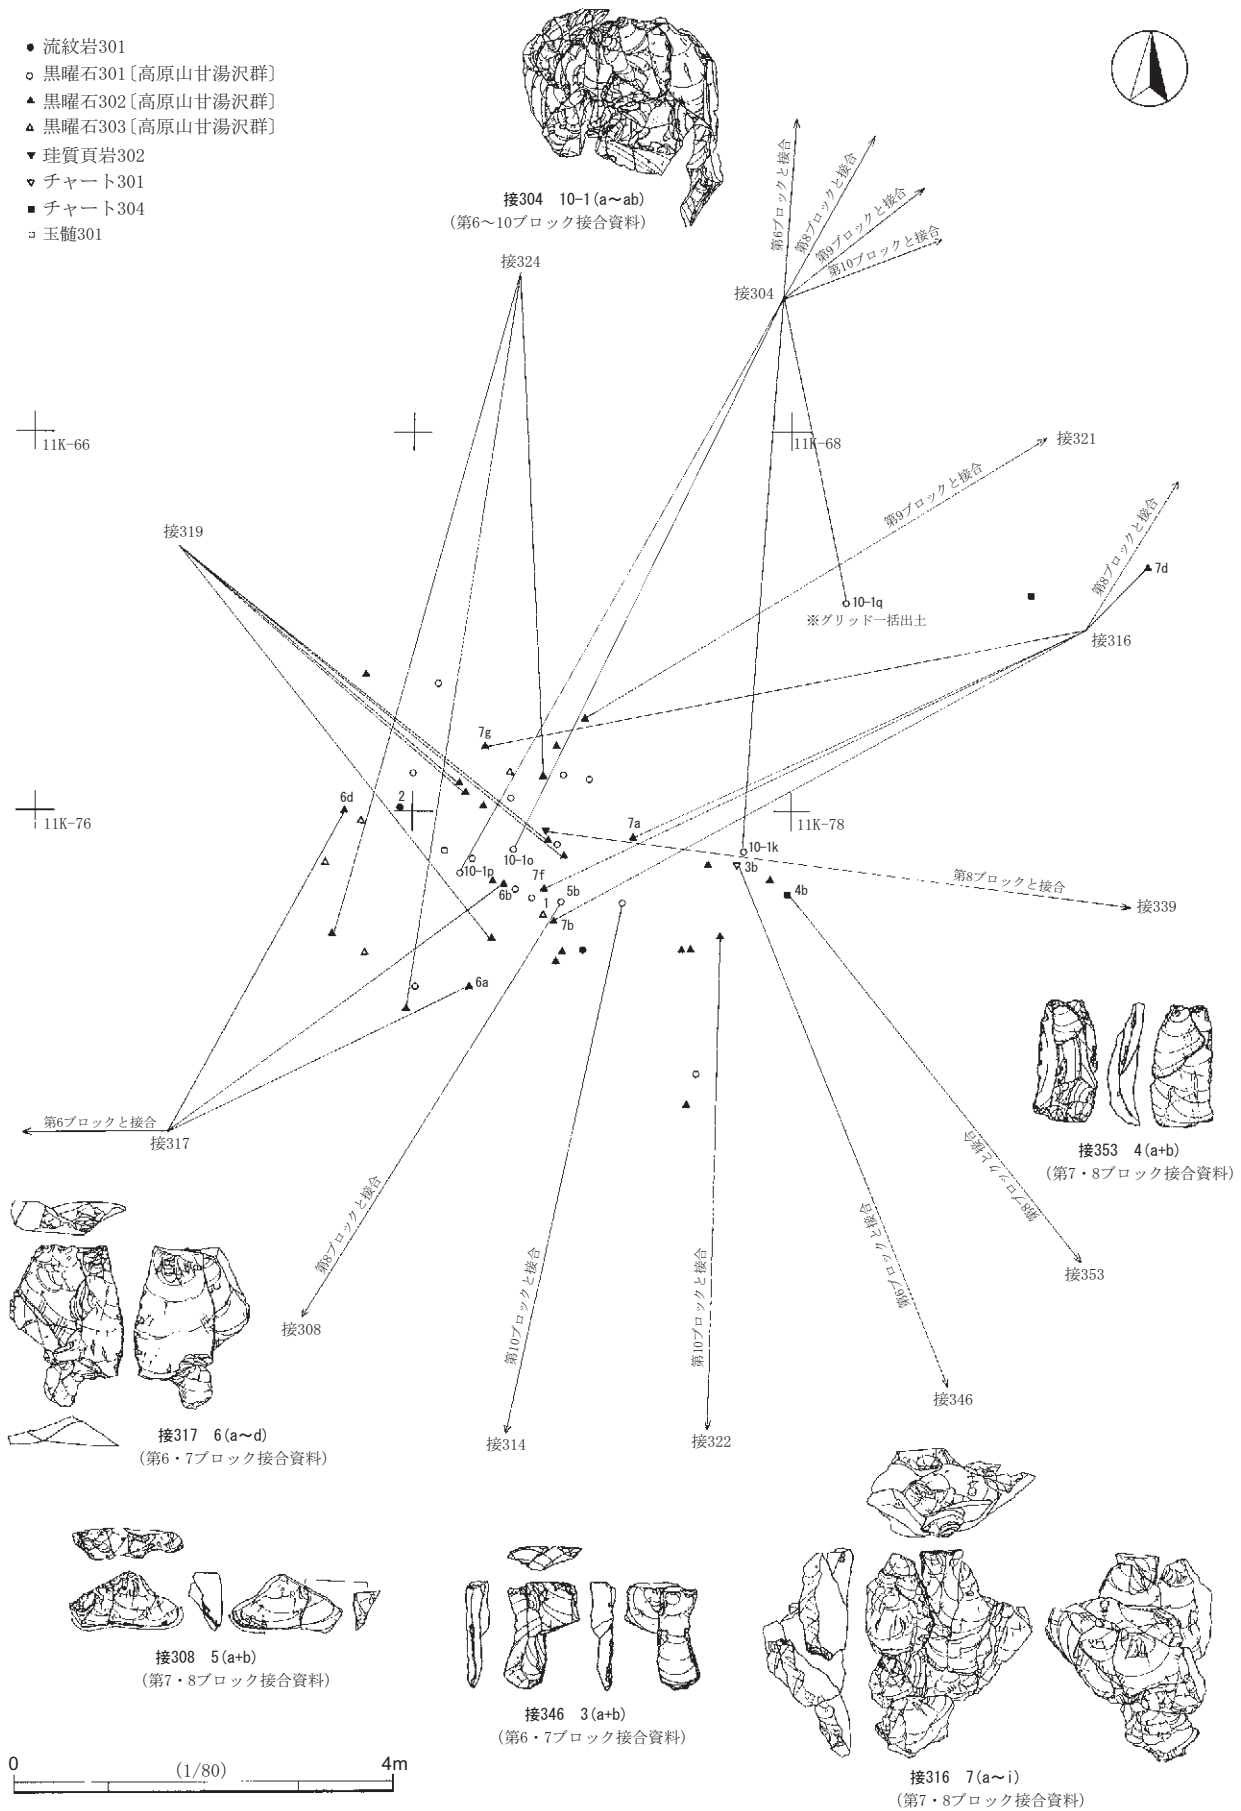 流紋岩301
黒曜石301〔高原山甘湯沢群〕
黒曜石302〔高原山甘湯沢群〕
黒曜石303〔高原山甘湯沢群〕
珪質頁岩302
チャート301
チャート304
玉髄301
接304 10-1(a～ab)
(第6～10ブロック接合資料)
第6ブロックと接合
第8ブロックと接合
第9ブロックと接合
第10ブロックと接合
接324
接304
11K-66
11K-68
接321
第9ブロックと接合
第8ブロックと接合
接319
7d
10-1q
※グリッド一括出土
接316
7g
6d
2
11K-76
7a
11K-78
10-1k
10-1o
10-1p
3b
7f
6b
5b
4b
1
7b
第8ブロックと接合
接339
6a
第6ブロックと接合
接317
接353 4(a+b)
(第7・8ブロック接合資料)
第8ブロックと接合
第8ブロックと接合
第6ブロックと接合
第10ブロックと接合
第10ブロックと接合
接353
接308
接346
接314
接322
接317 6(a～d)
(第6・7ブロック接合資料)
接308 5(a+b)
(第7・8ブロック接合資料)
接346 3(a+b)
(第6・7ブロック接合資料)
接316 7(a～i)
(第7・8ブロック接合資料)
0 (1/80) 4m